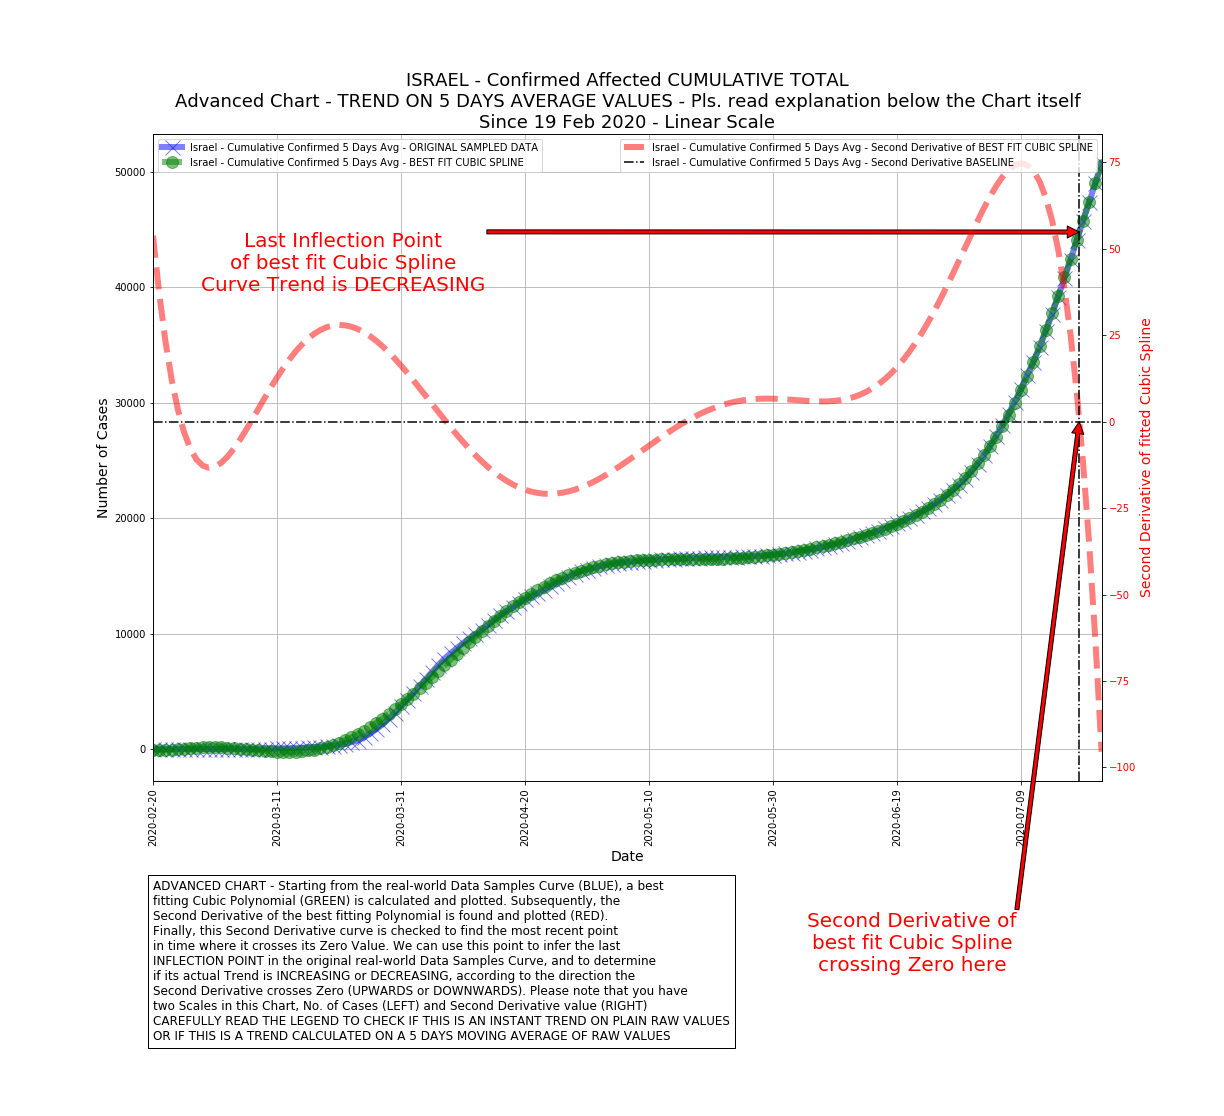 ISRAEL - Confirmed Affected CUMULATIVE TOTAL
Advanced Chart - TREND ON 5 DAYS AVERAGE VALUES - Pls. read explanation below the Chart itself
Since 19 Feb 2020 - Linear Scale
Israel - Cumulative Confirmed 5 Days Avg - ORIGINAL SAMPLED DATA
Israel - Cumulative Confirmed 5 Days Avg - BEST FIT CUBIC SPLINE
Israel - Cumulative Confirmed 5 Days Avg - Second Derivative of BEST FIT CUBIC SPLINE
Israel - Cumulative Confirmed 5 Days Avg - Second Derivative BASELINE
Last Inflection Point
of best fit Cubic Spline
Curve Trend is DECREASING
Number of Cases
50000
40000
30000
20000
10000
0
75
50
25
0
−25
−50
−75
−100
Second Derivative of fitted Cubic Spline
2020-02-20
2020-03-11
2020-03-31
2020-04-20
2020-05-10
2020-05-30
2020-06-19
2020-07-09
Date
ADVANCED CHART - Starting from the real-world Data Samples Curve (BLUE), a best
fitting Cubic Polynomial (GREEN) is calculated and plotted. Subsequently, the
Second Derivative of the best fitting Polynomial is found and plotted (RED).
Finally, this Second Derivative curve is checked to find the most recent point
in time where it crosses its Zero Value. We can use this point to infer the last
INFLECTION POINT in the original real-world Data Samples Curve, and to determine
if its actual Trend is INCREASING or DECREASING, according to the direction the
Second Derivative crosses Zero (UPWARDS or DOWNWARDS). Please note that you have
two Scales in this Chart, No. of Cases (LEFT) and Second Derivative value (RIGHT)
CAREFULLY READ THE LEGEND TO CHECK IF THIS IS AN INSTANT TREND ON PLAIN RAW VALUES
OR IF THIS IS A TREND CALCULATED ON A 5 DAYS MOVING AVERAGE OF RAW VALUES
Second Derivative of
best fit Cubic Spline
crossing Zero here